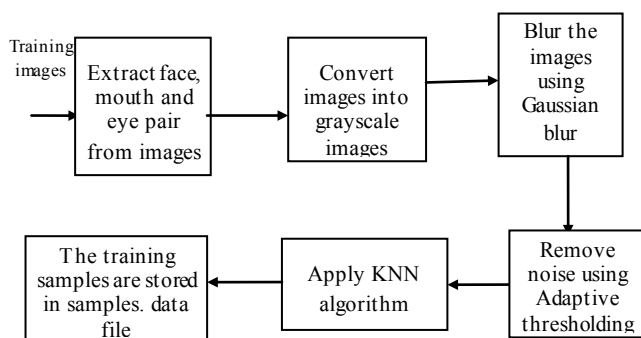 Training
images
Extract face,
mouth and
eye pair
from images
Convert
images into
grayscale
images
Blur the
images
using
Gaussian
blur
Remove
noise using
Adaptive
thresholding
Apply KNN
algorithm
The training
samples are stored
in samples. data
file